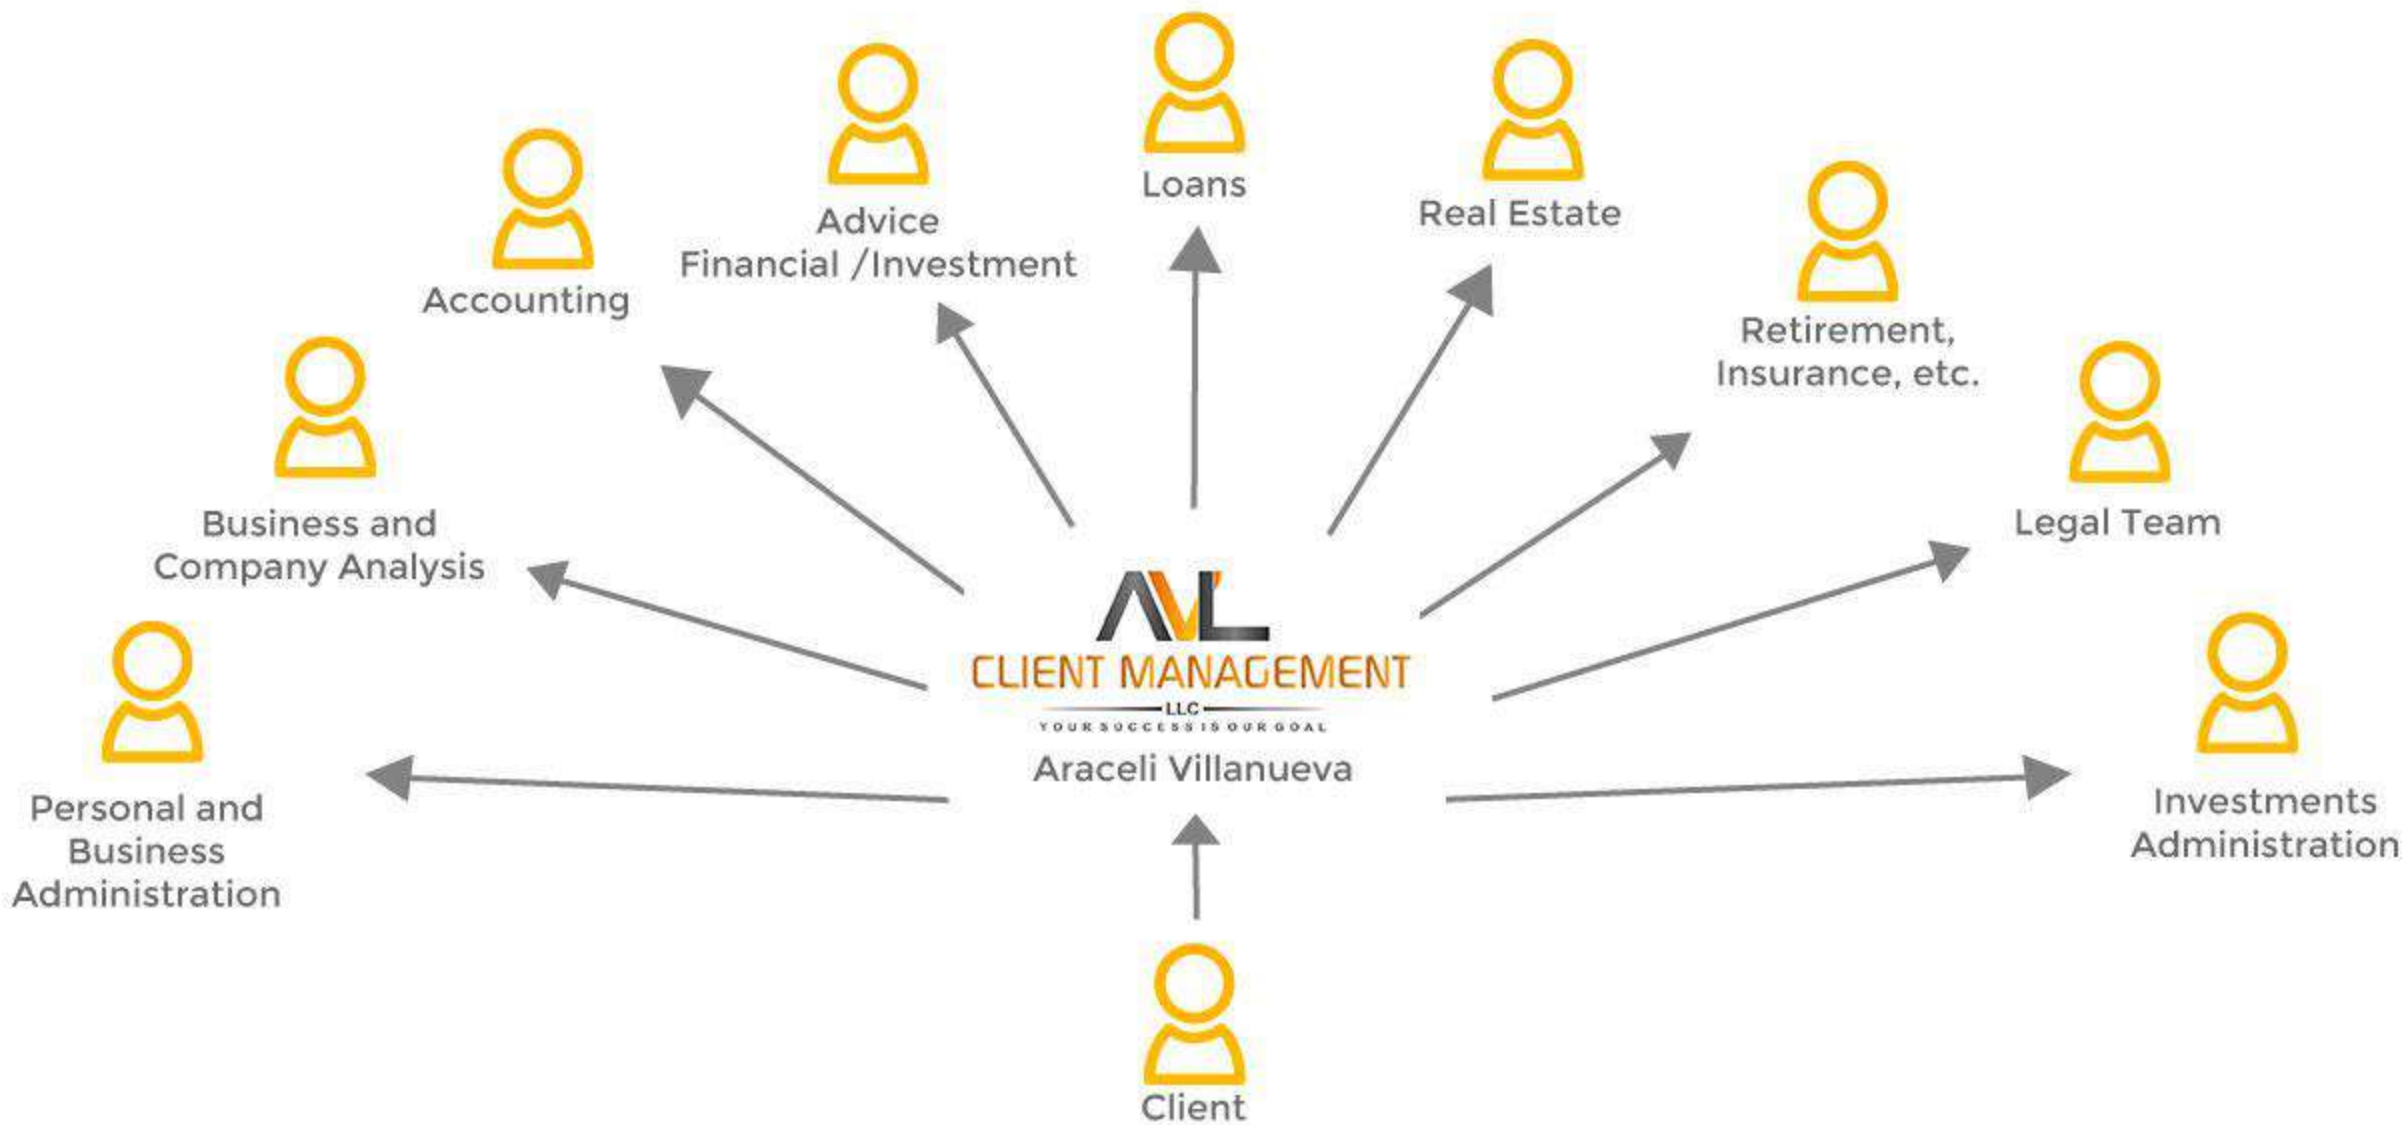 Loans
Advice
Financial /Investment
Real Estate
Accounting
Retirement,
Insurance, etc.
Business and
Company Analysis
Legal Team
AVL
CLIENT MANAGEMENT
LLC
YOUR SUCCESS IS OUR GOAL
Araceli Villanueva
Personal and
Business
Administration
Investments
Administration
Client